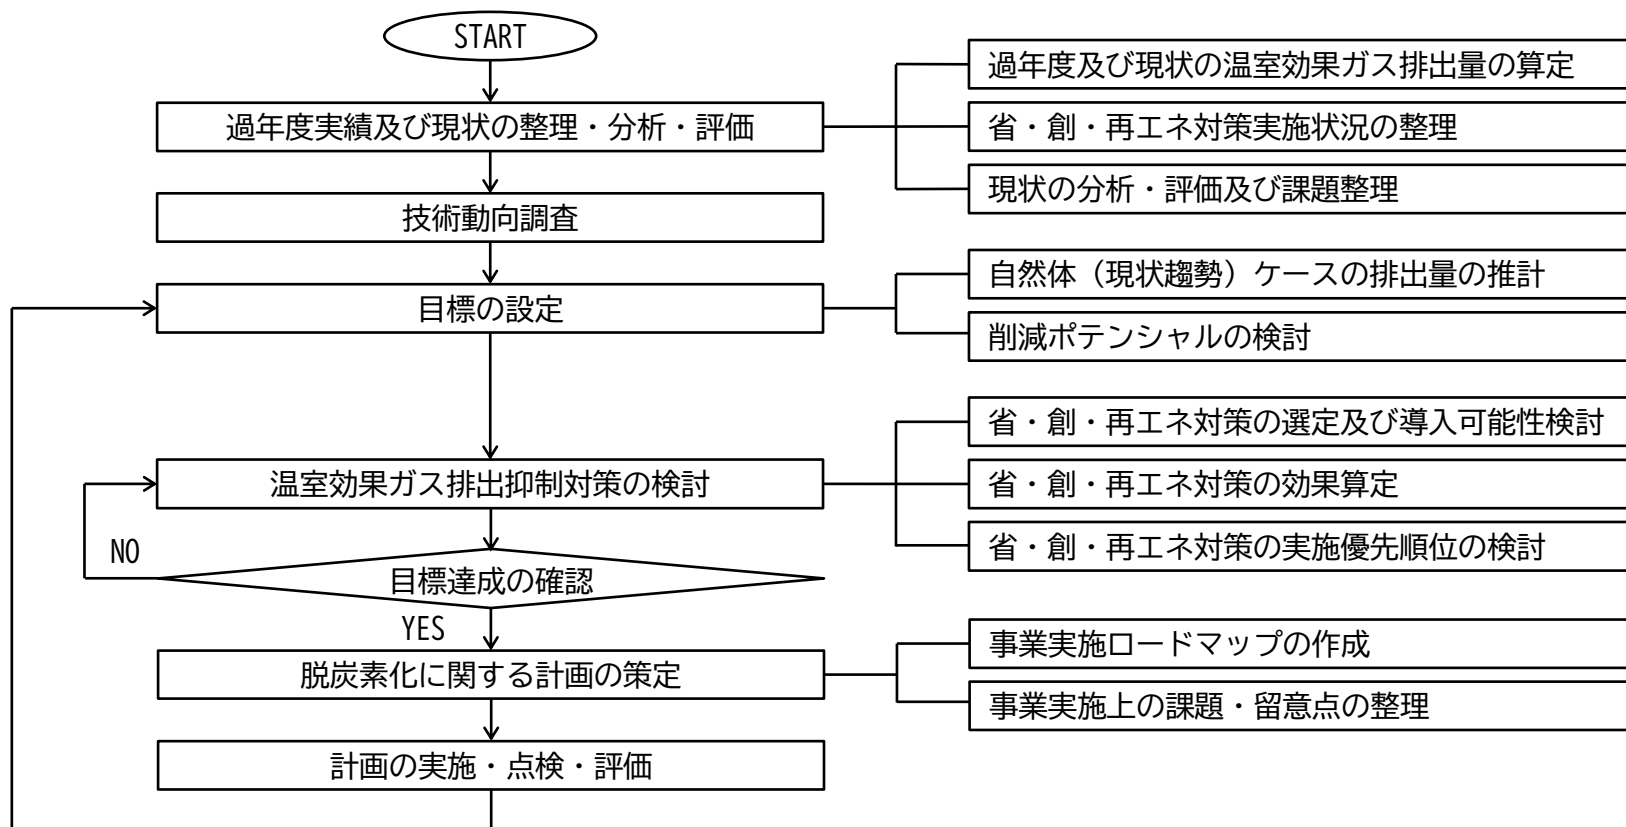 START
過年度実績及び現状の整理・分析・評価
過年度及び現状の温室効果ガス排出量の算定
省・創・再エネ対策実施状況の整理
現状の分析・評価及び課題整理
技術動向調査
目標の設定
自然体（現状趨勢）ケースの排出量の推計
削減ポテンシャルの検討
温室効果ガス排出抑制対策の検討
省・創・再エネ対策の選定及び導入可能性検討
省・創・再エネ対策の効果算定
省・創・再エネ対策の実施優先順位の検討
NO
目標達成の確認
YES
脱炭素化に関する計画の策定
事業実施ロードマップの作成
事業実施上の課題・留意点の整理
計画の実施・点検・評価